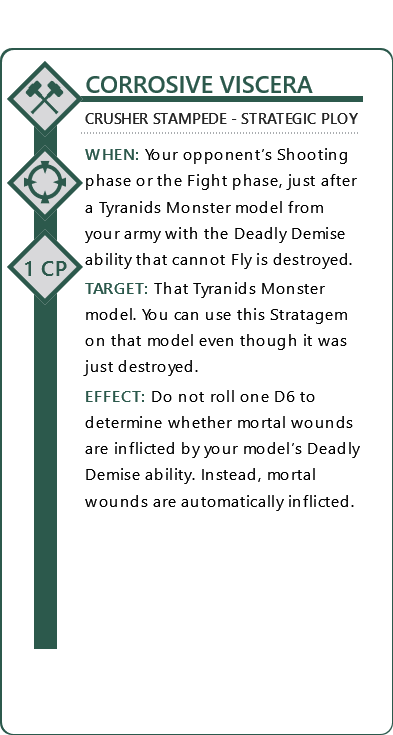 CORROSIVE VISCERA
CRUSHER STAMPEDE - STRATEGIC PLOY
WHEN: Your opponent's Shooting
phase or the Fight phase, just after
a Tyranids Monster model from
your army with the Deadly Demise
ability that cannot Fly is destroyed.
1 CP
TARGET: That Tyranids Monster
model. You can use this Stratagem
on that model even though it was
just destroyed.
EFFECT: Do not roll one D6 to
determine whether mortal wounds
are inflicted by your model's Deadly
Demise ability. Instead, mortal
wounds are automatically inflicted.